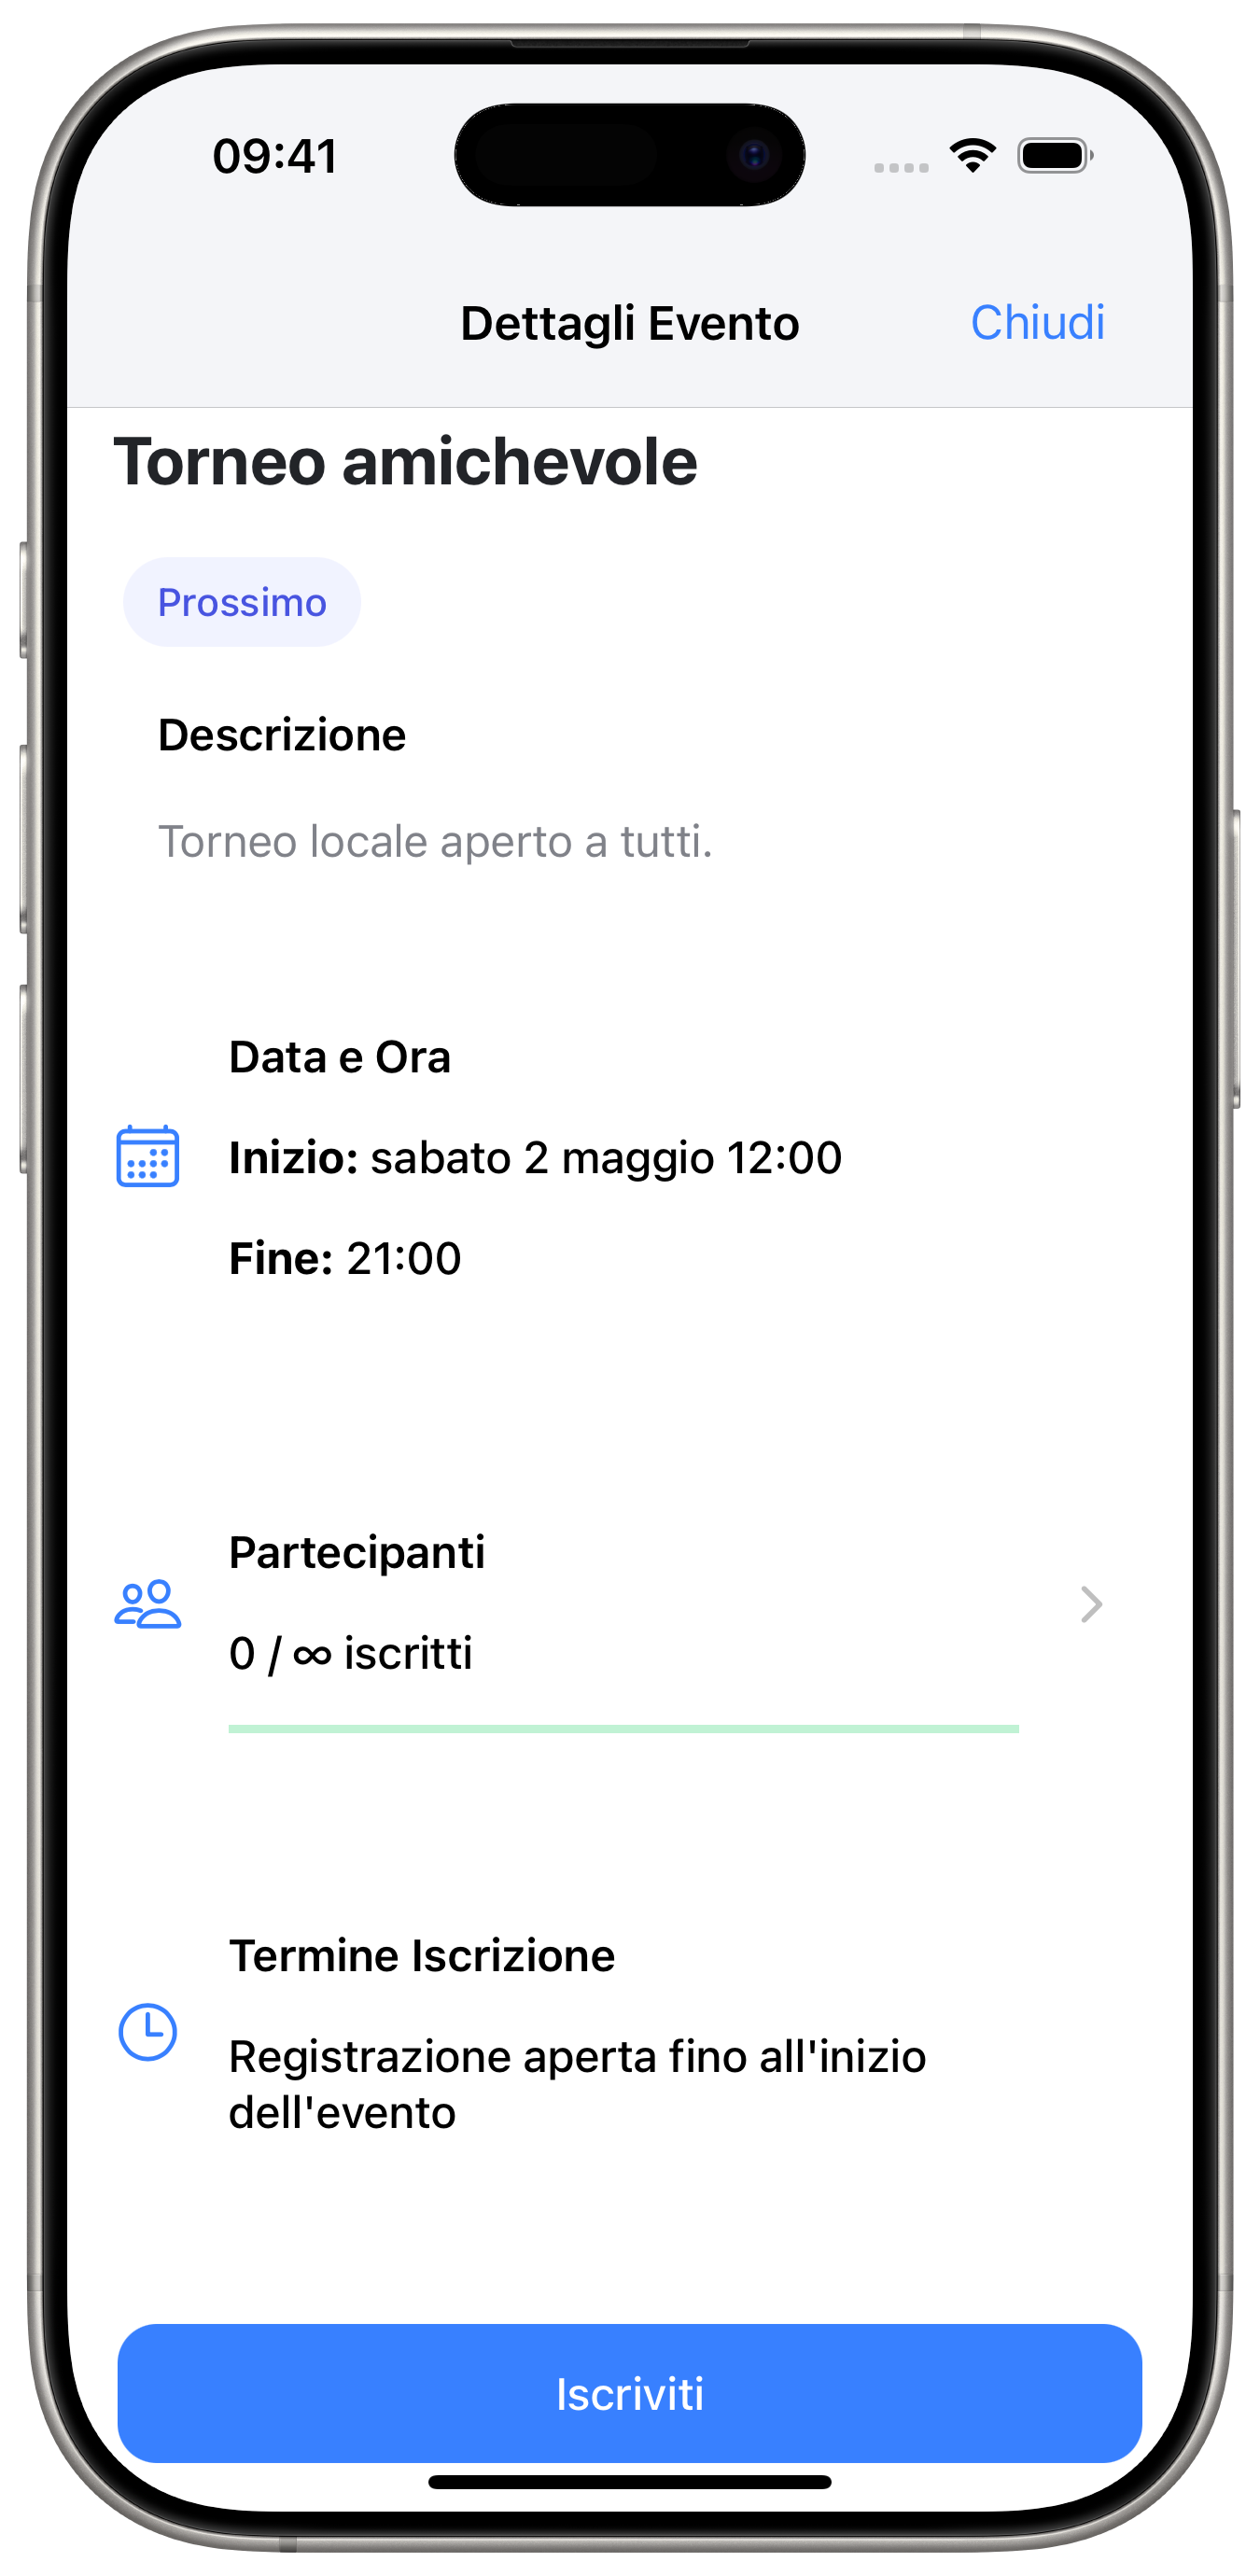 09:41
Dettagli Evento
Chiudi
Torneo amichevole
Prossimo
Descrizione
Torneo locale aperto a tutti.
Data e Ora
Inizio: sabato 2 maggio 12:00
Fine: 21:00
Partecipanti
0 / ∞ iscritti
Termine Iscrizione
Registrazione aperta fino all'inizio
dell'evento
Iscriviti